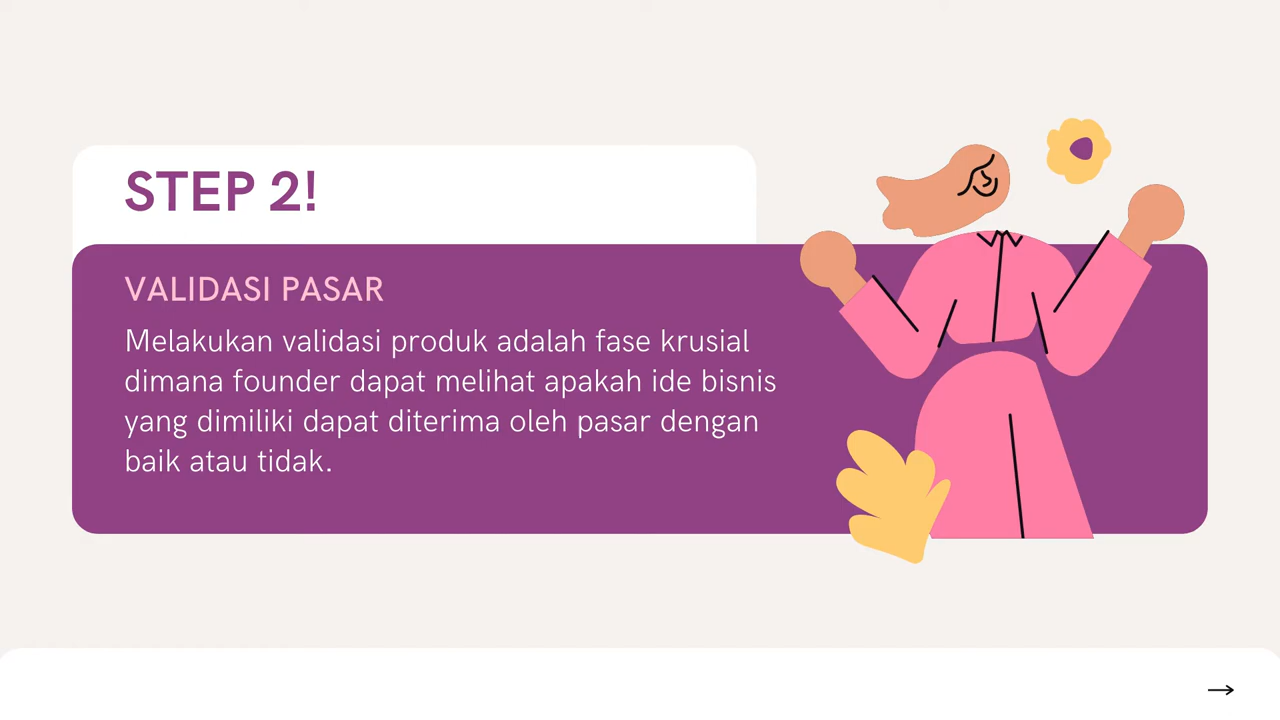 STEP 2!
VALIDASI PASAR
Melakukan validasi produk adalah fase krusial
dimana founder dapat melihat apakah ide bisnis
yang dimiliki dapat diterima oleh pasar dengan
baik atau tidak.